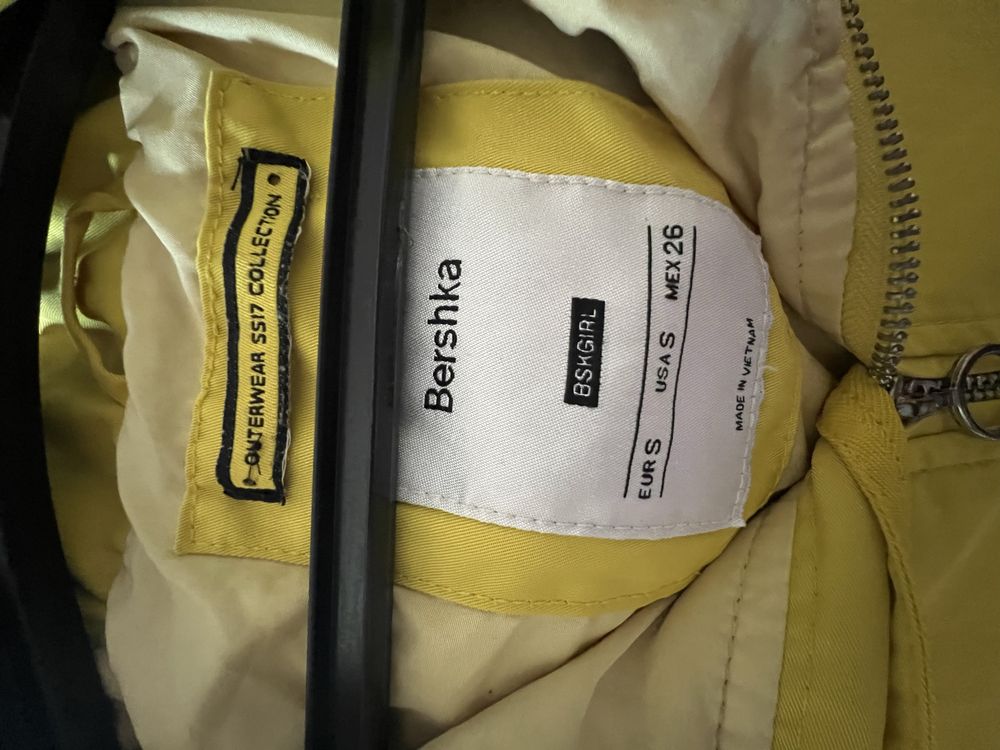 OUTERWEAR SS17 COLLECTION
Bershka
BSKGIRL
EUR S USA S MEX 26
MADE IN VIETNAM